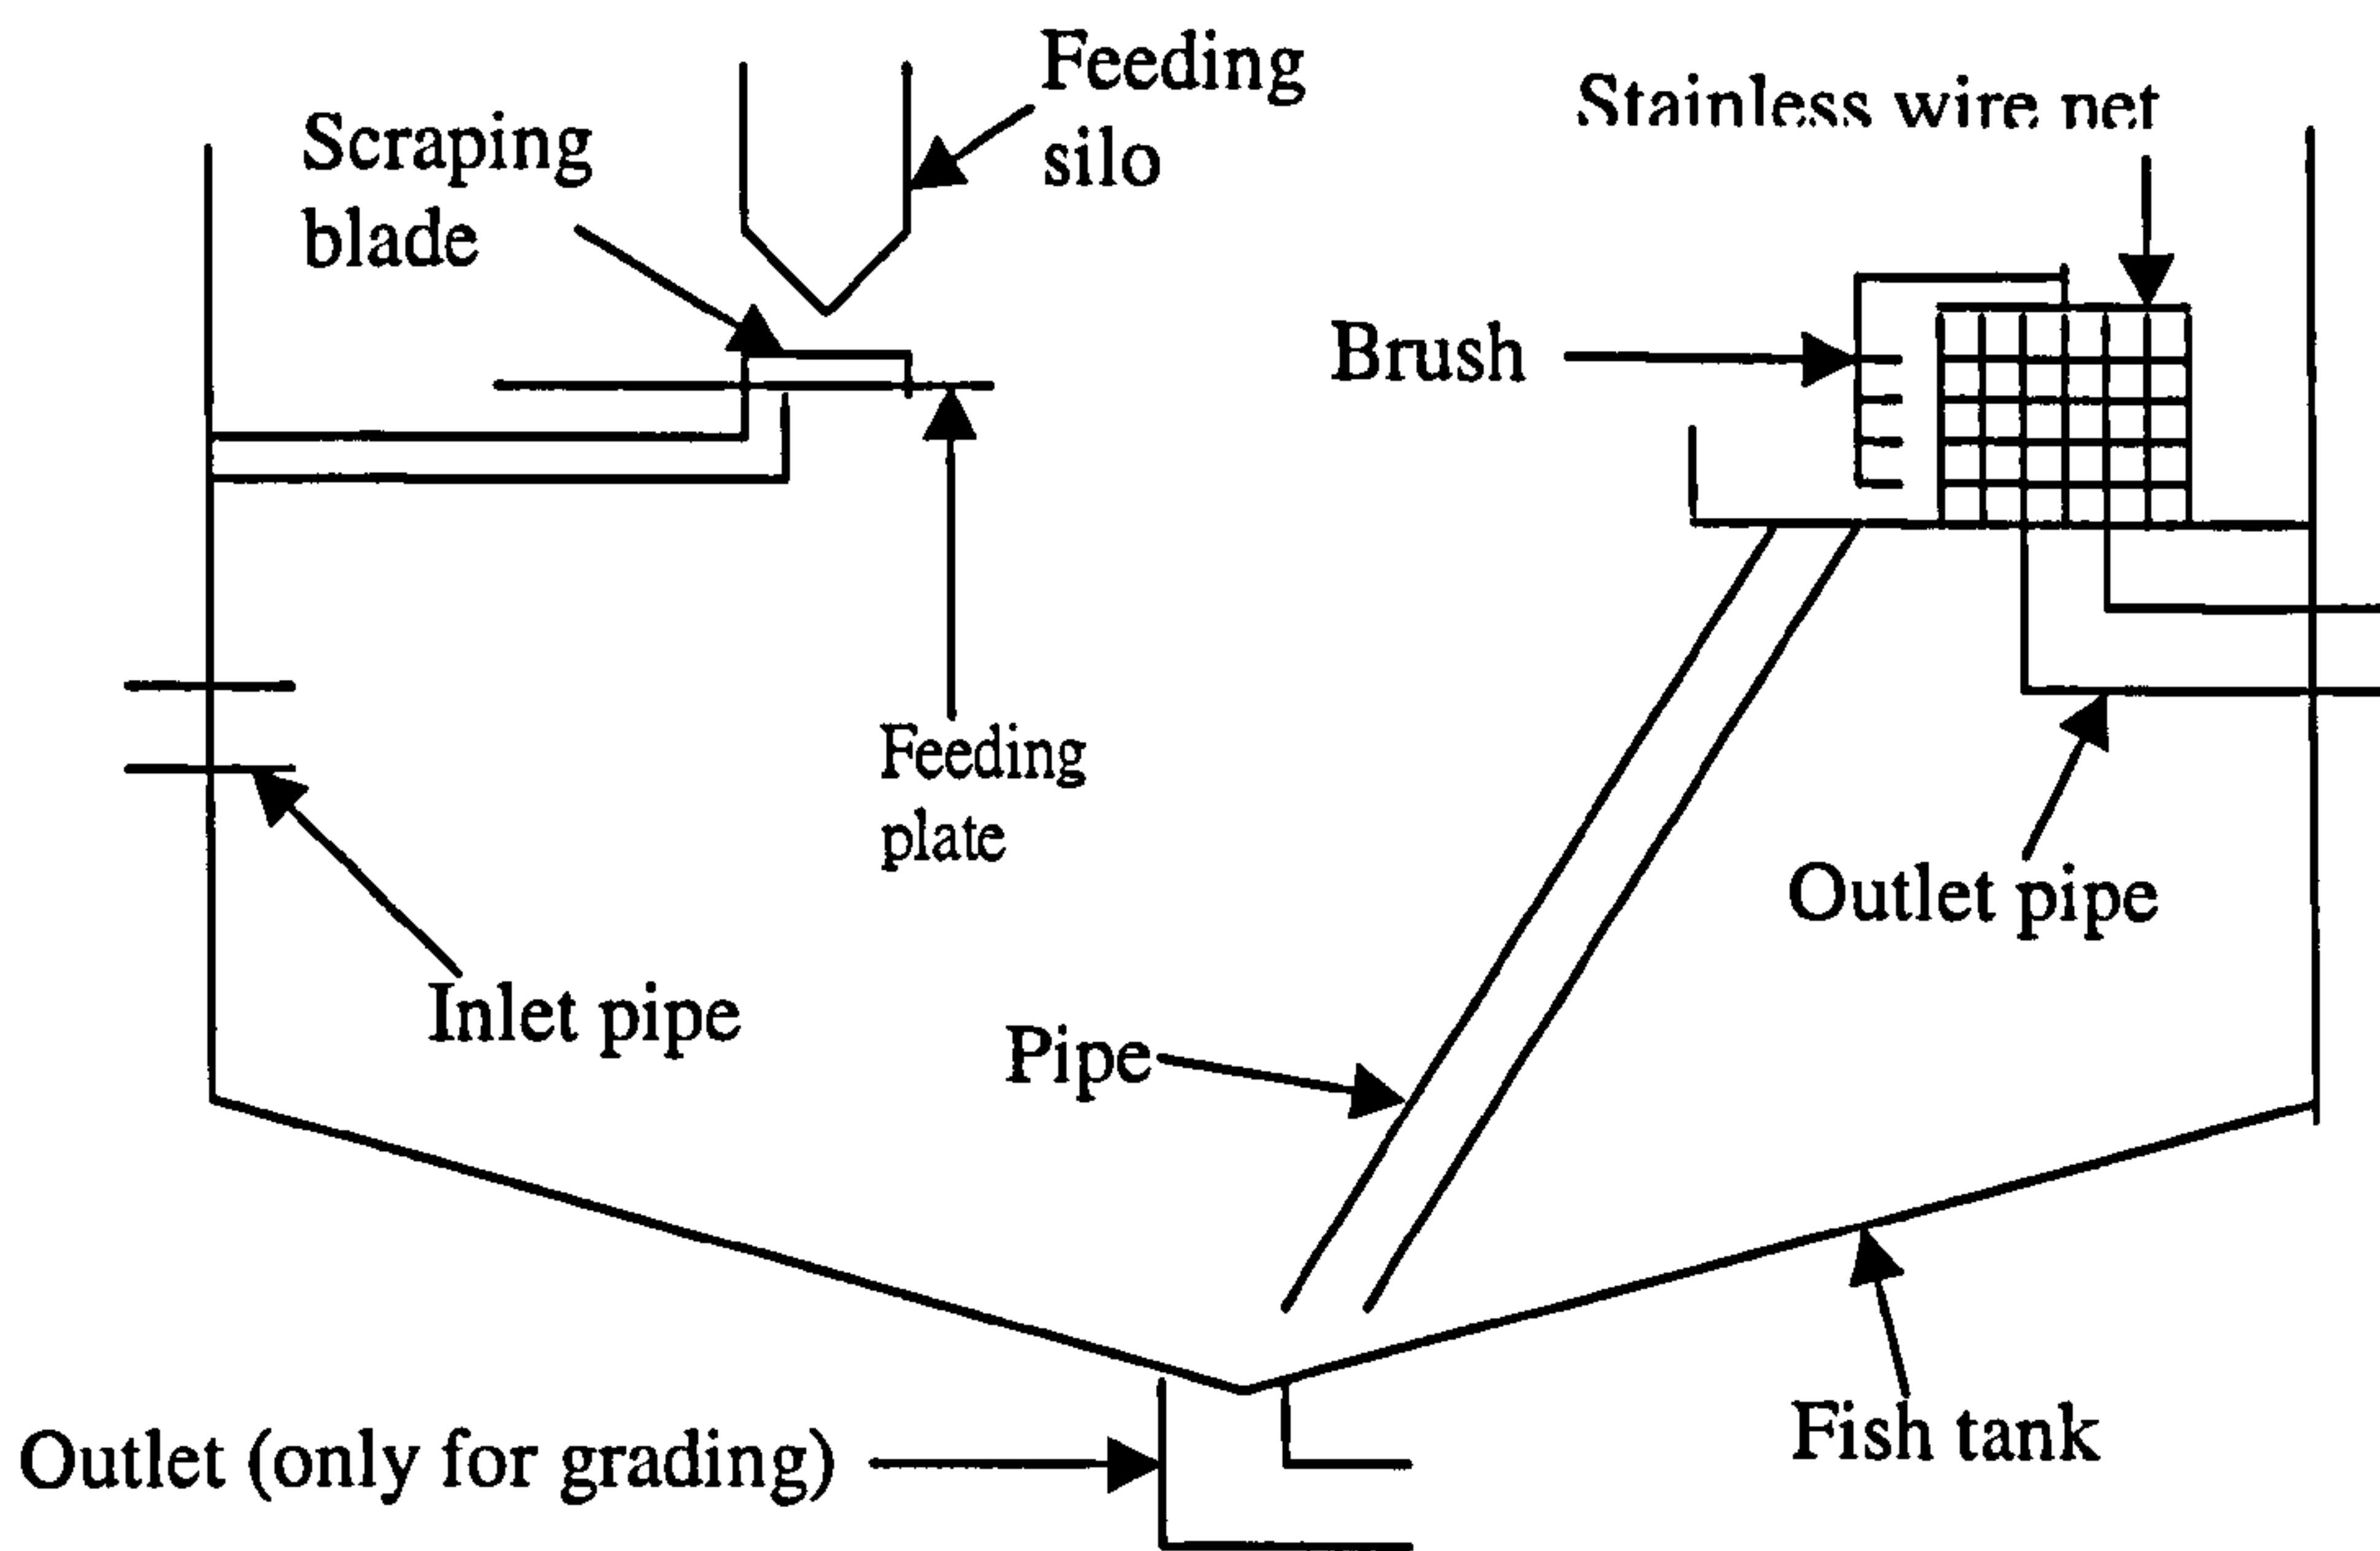 Feeding
silo
Scraping
blade
Stainless wire net
Brush
Feeding
plate
Outlet pipe
Inlet pipe
Pipe
Fish tank
Outlet (only for grading)